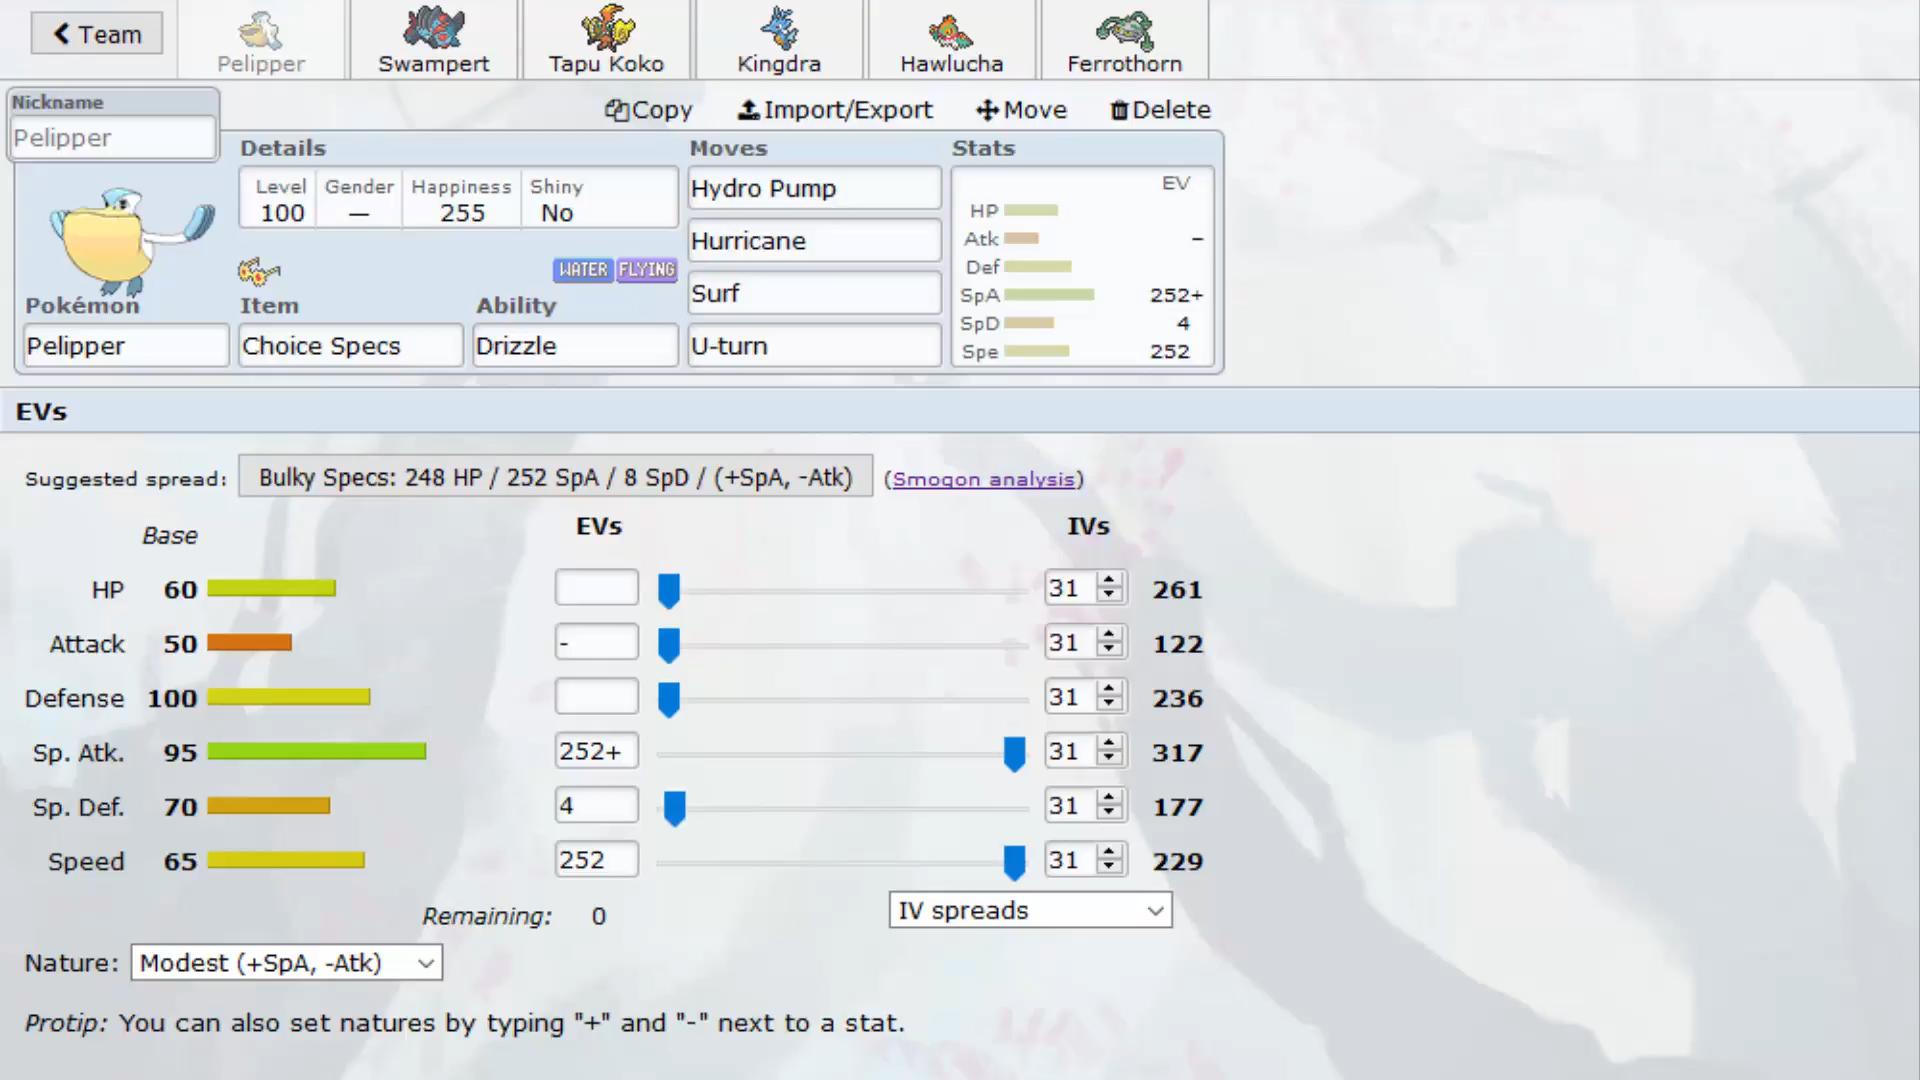 Team
Pelipper
Swampert
Tapu Koko
Kingdra
Hawlucha
Ferrothorn
Nickname
Pelipper
Copy Import/Export Move Delete
Details
Level Gender Happiness Shiny
100 — 255 No
WATER FLYING
Pokémon Item Ability
Pelipper Choice Specs Drizzle
Moves
Hydro Pump
Hurricane
Surf
U-turn
Stats
EV
HP
Atk –
Def
SpA 252+
SpD 4
Spe 252
EVs
Suggested spread: Bulky Specs: 248 HP / 252 SpA / 8 SpD / (+SpA, -Atk) (Smogon analysis)
Base EVs IVs
HP 60 31 261
Attack 50 - 31 122
Defense 100 31 236
Sp. Atk. 95 252+ 31 317
Sp. Def. 70 4 31 177
Speed 65 252 31 229
Remaining: 0 IV spreads
Nature: Modest (+SpA, -Atk)
Protip: You can also set natures by typing "+" and "-" next to a stat.